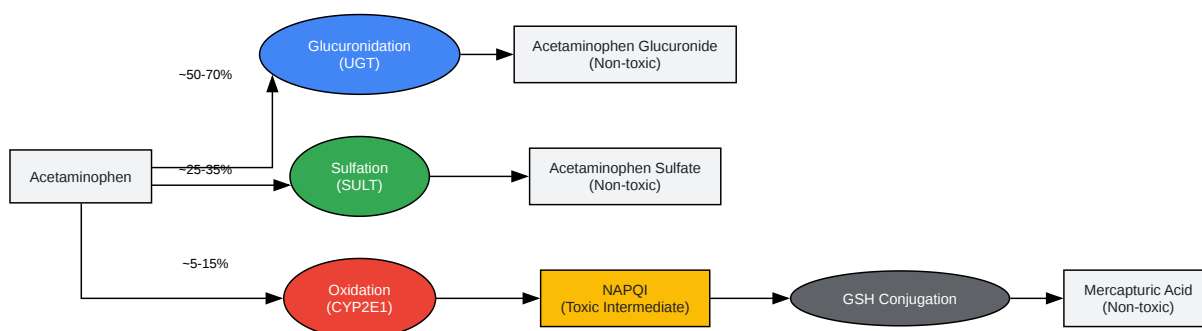 Glucuronidation
(UGT)
Acetaminophen Glucuronide
(Non-toxic)
~50-70%
Acetaminophen
~25-35%
Sulfation
(SULT)
Acetaminophen Sulfate
(Non-toxic)
~5-15%
Oxidation
(CYP2E1)
NAPQI
(Toxic Intermediate)
GSH Conjugation
Mercapturic Acid
(Non-toxic)